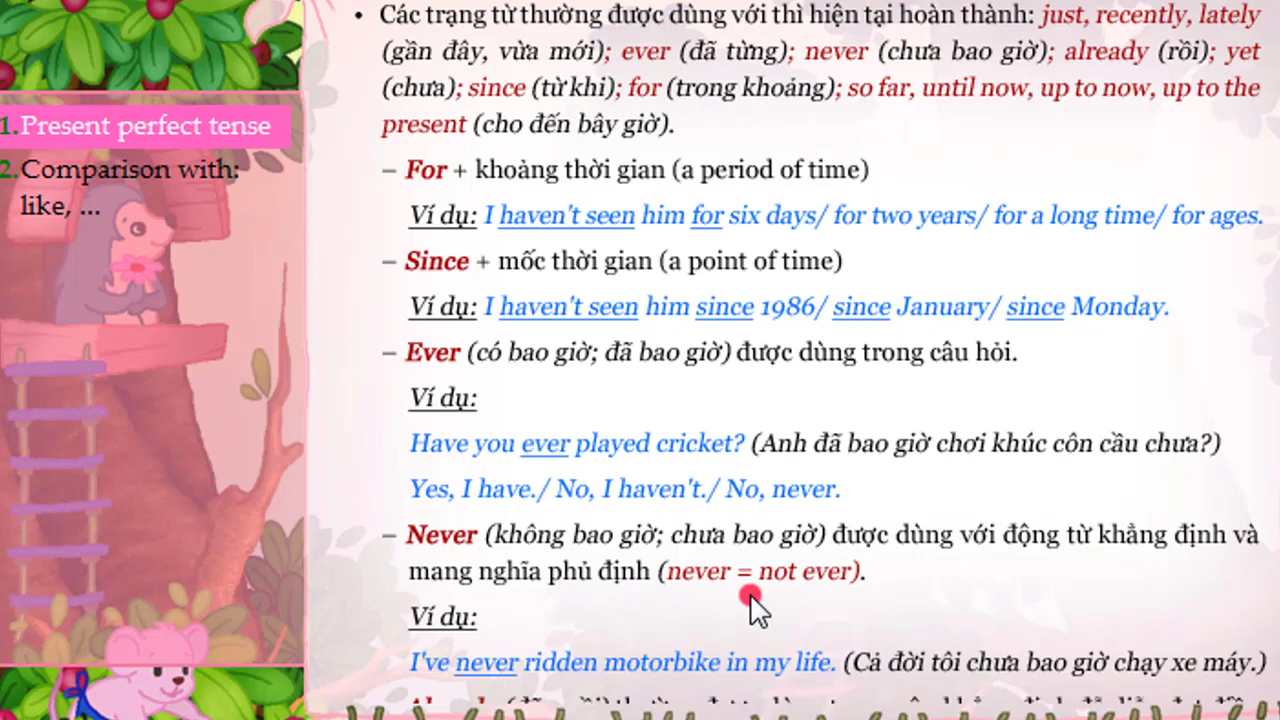 1.Present perfect tense
2.Comparison with:
like, ...
• Các trạng từ thường được dùng với thì hiện tại hoàn thành: just, recently, lately
(gần đây, vừa mới); ever (đã từng); never (chưa bao giờ); already (rồi); yet
(chưa); since (từ khi); for (trong khoảng); so far, until now, up to now, up to the
present (cho đến bây giờ).
– For + khoảng thời gian (a period of time)
Ví dụ: I haven't seen him for six days/ for two years/ for a long time/ for ages.
– Since + mốc thời gian (a point of time)
Ví dụ: I haven't seen him since 1986/ since January/ since Monday.
– Ever (có bao giờ; đã bao giờ) được dùng trong câu hỏi.
Ví dụ:
Have you ever played cricket? (Anh đã bao giờ chơi khúc côn cầu chưa?)
Yes, I have./ No, I haven't./ No, never.
– Never (không bao giờ; chưa bao giờ) được dùng với động từ khẳng định và
mang nghĩa phủ định (never = not ever).
Ví dụ:
I've never ridden motorbike in my life. (Cả đời tôi chưa bao giờ chạy xe máy.)